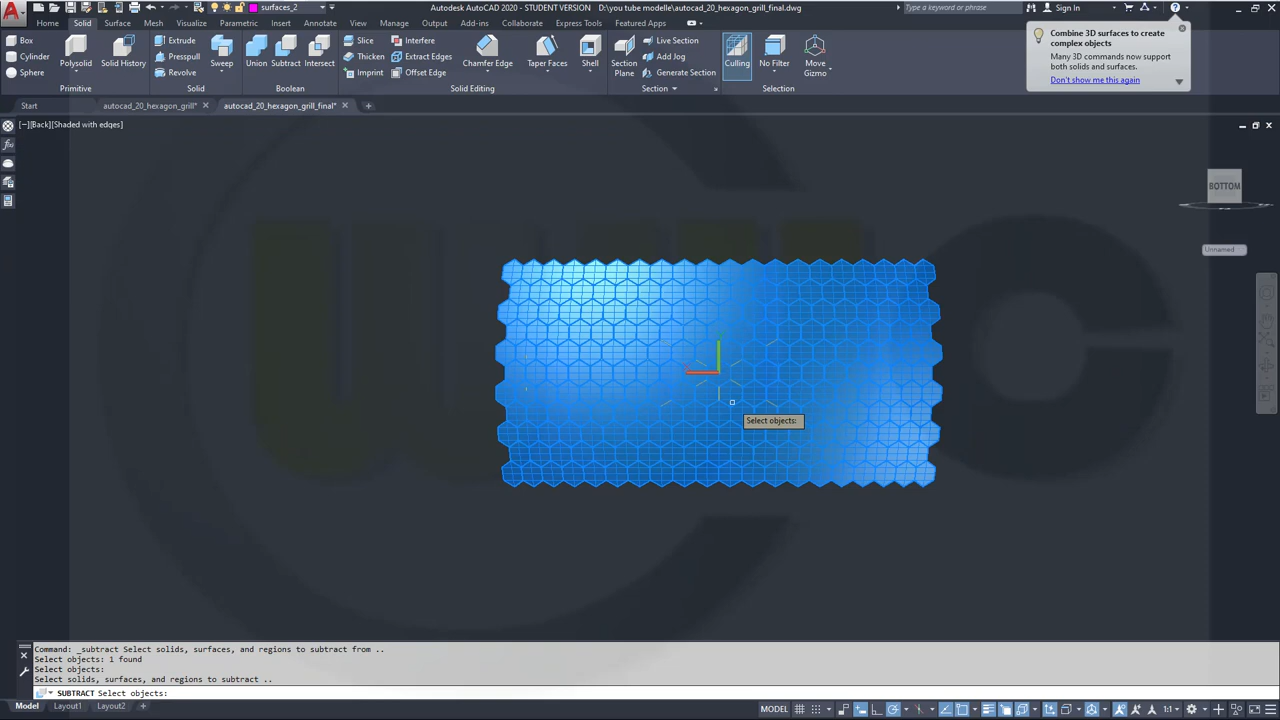 surfaces_2
Autodesk AutoCAD 2020 - STUDENT VERSION
D:\you tube modelle\autocad_20_hexagon_grill_final.dwg
Type a keyword or phrase
Sign In
Home
Solid
Surface
Mesh
Visualize
Parametric
Insert
Annotate
View
Manage
Output
Add-ins
Collaborate
Express Tools
Featured Apps
Box
Cylinder
Sphere
Primitive
Polysolid
Solid History
Extrude
Presspull
Revolve
Sweep
Solid
Union
Subtract
Intersect
Boolean
Slice
Thicken
Imprint
Interfere
Extract Edges
Offset Edge
Chamfer Edge
Taper Faces
Shell
Solid Editing
Section
Plane
Live Section
Add Jog
Generate Section
Section
Culling
No Filter
Move
Gizmo
Selection
Combine 3D surfaces to create
complex objects
Many 3D commands now support
both solids and surfaces.
Don't show me this again
Start
autocad_20_hexagon_grill*
autocad_20_hexagon_grill_final*
[−][Back][Shaded with edges]
BOTTOM
Unnamed
Select objects:
Command: _subtract Select solids, surfaces, and regions to subtract from ..
Select objects: 1 found
Select objects:
Select solids, surfaces, and regions to subtract ..
SUBTRACT Select objects:
Model
Layout1
Layout2
MODEL
1:1